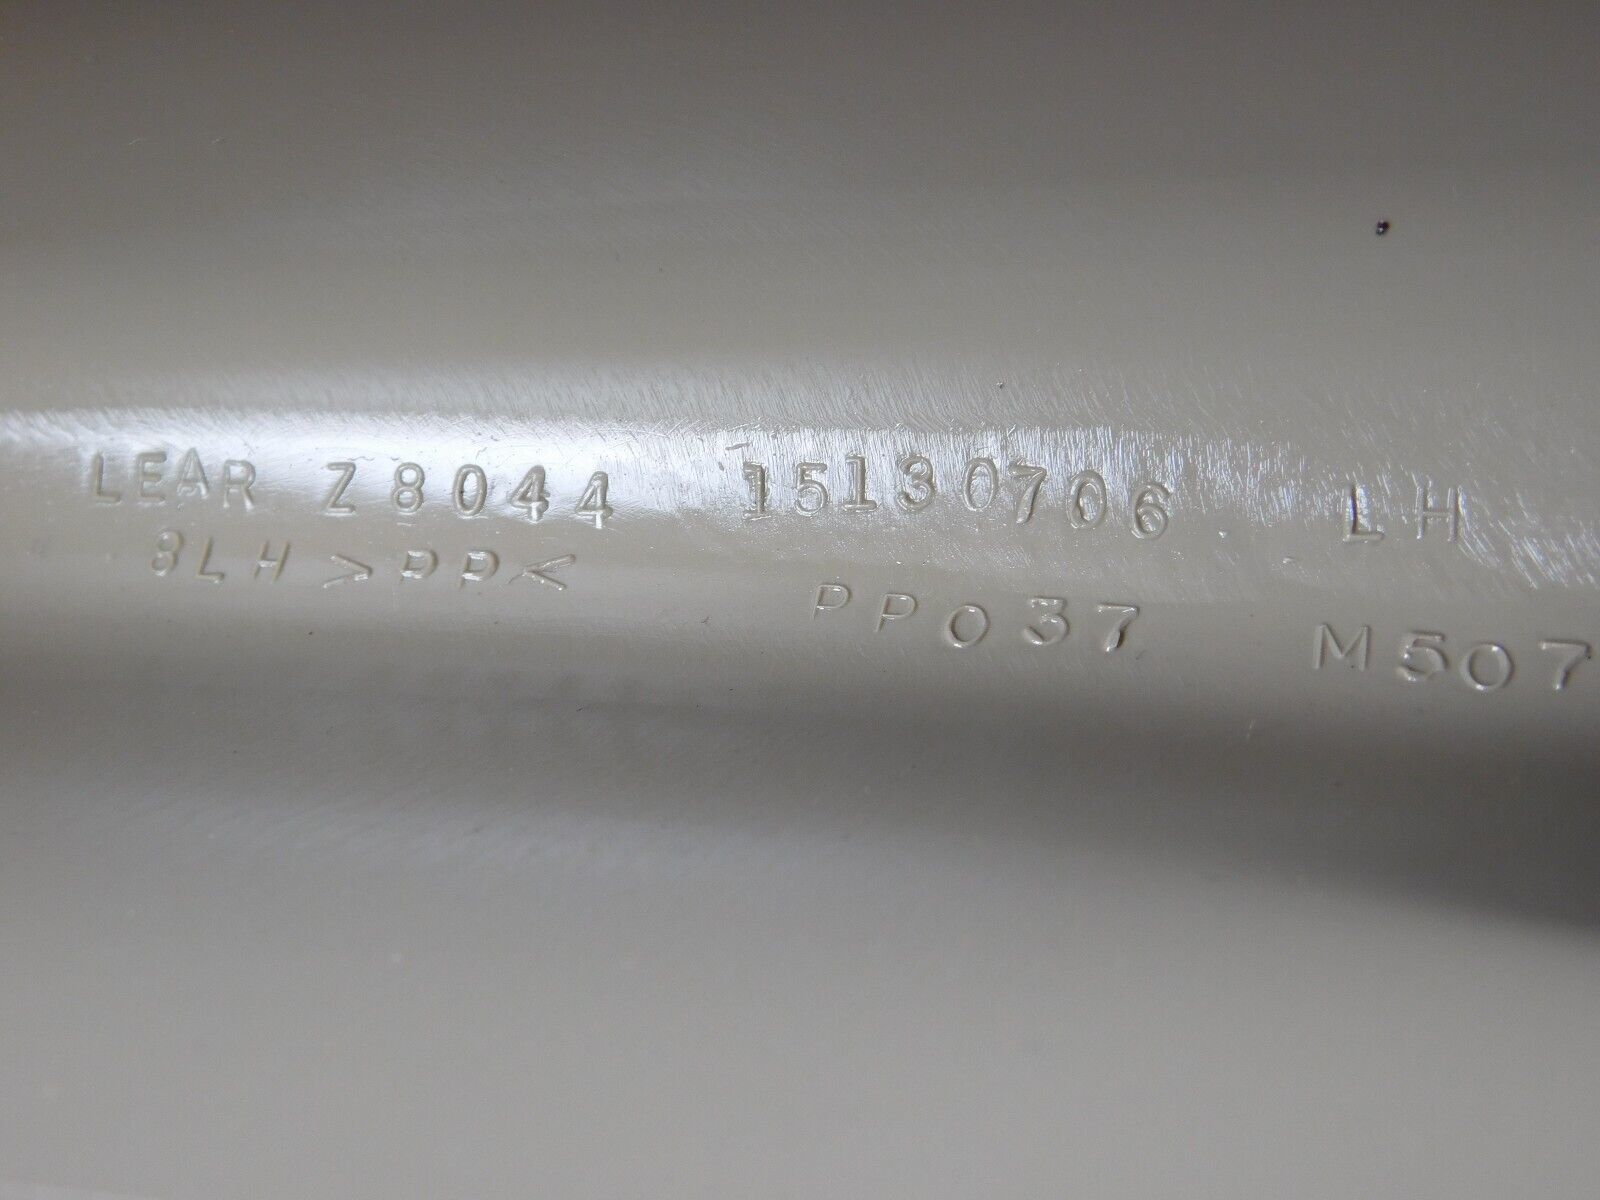 LEAR Z8044 15130706 LH
8LH >PP< PP037 M507